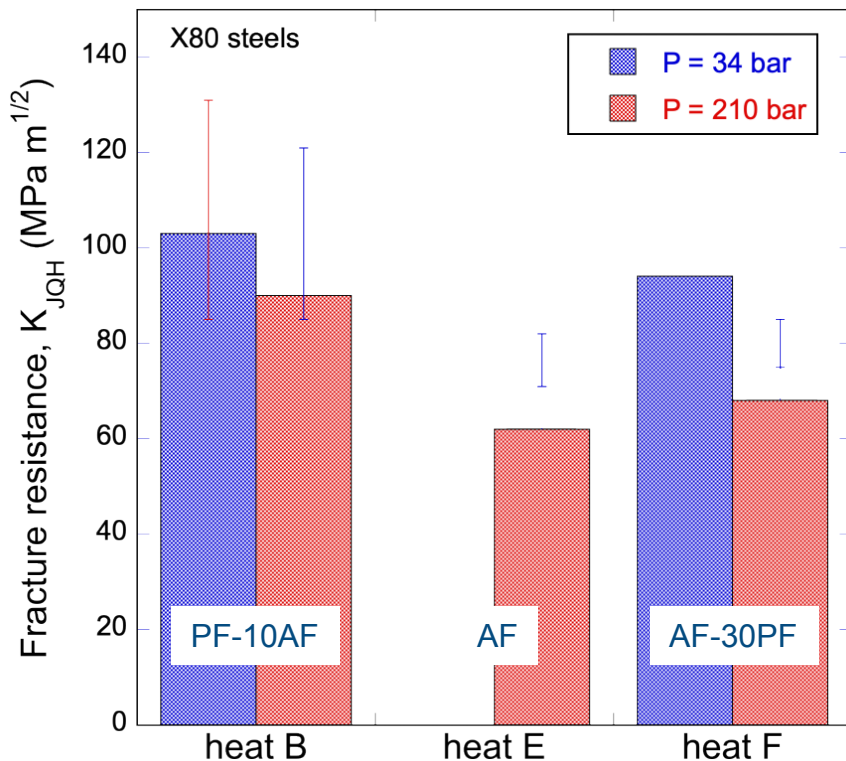 X80 steels
P = 34 bar
P = 210 bar
Fracture resistance, K_JQH (MPa m^1/2)
140
120
100
80
60
40
20
0
PF-10AF AF AF-30PF
heat B heat E heat F